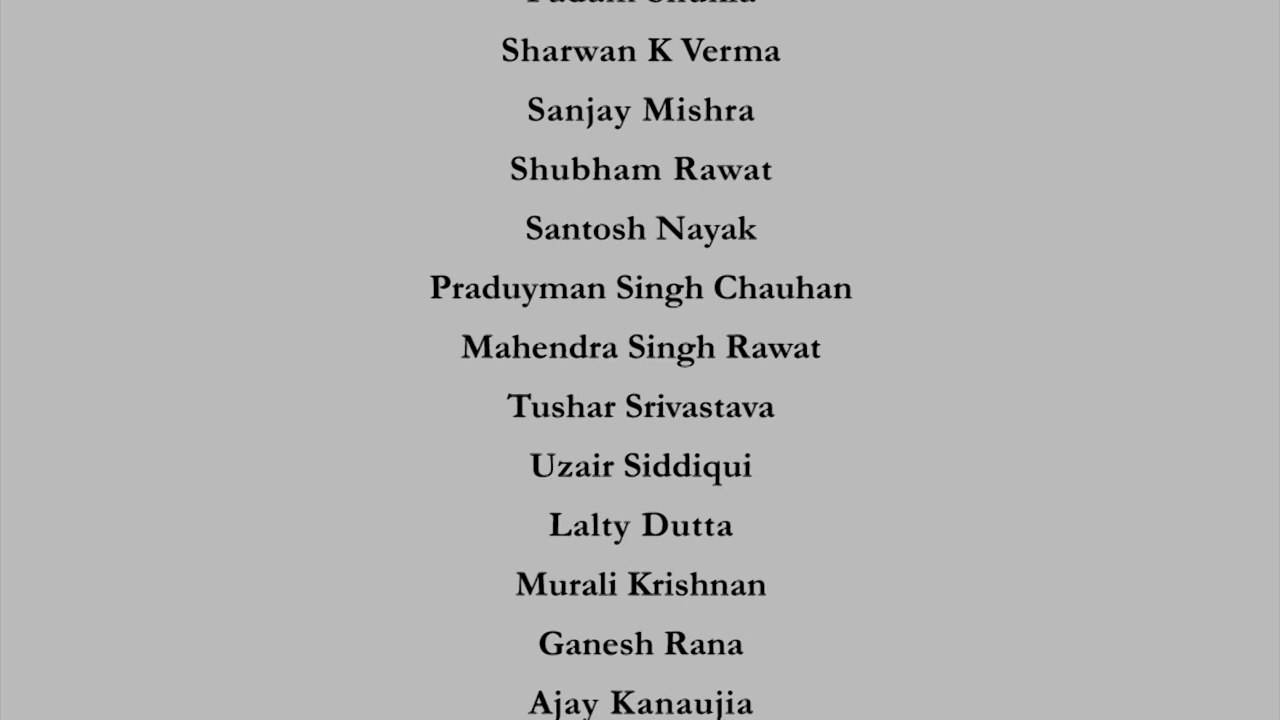 Sharwan K Verma
Sanjay Mishra
Shubham Rawat
Santosh Nayak
Praduyman Singh Chauhan
Mahendra Singh Rawat
Tushar Srivastava
Uzair Siddiqui
Lalty Dutta
Murali Krishnan
Ganesh Rana
Ajay Kanaujia